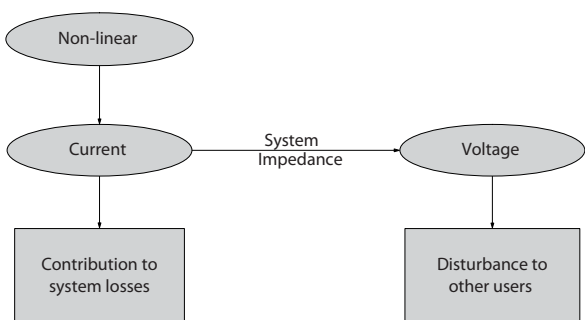 Non-linear
Current
System
Impedance
Voltage
Contribution to
system losses
Disturbance to
other users